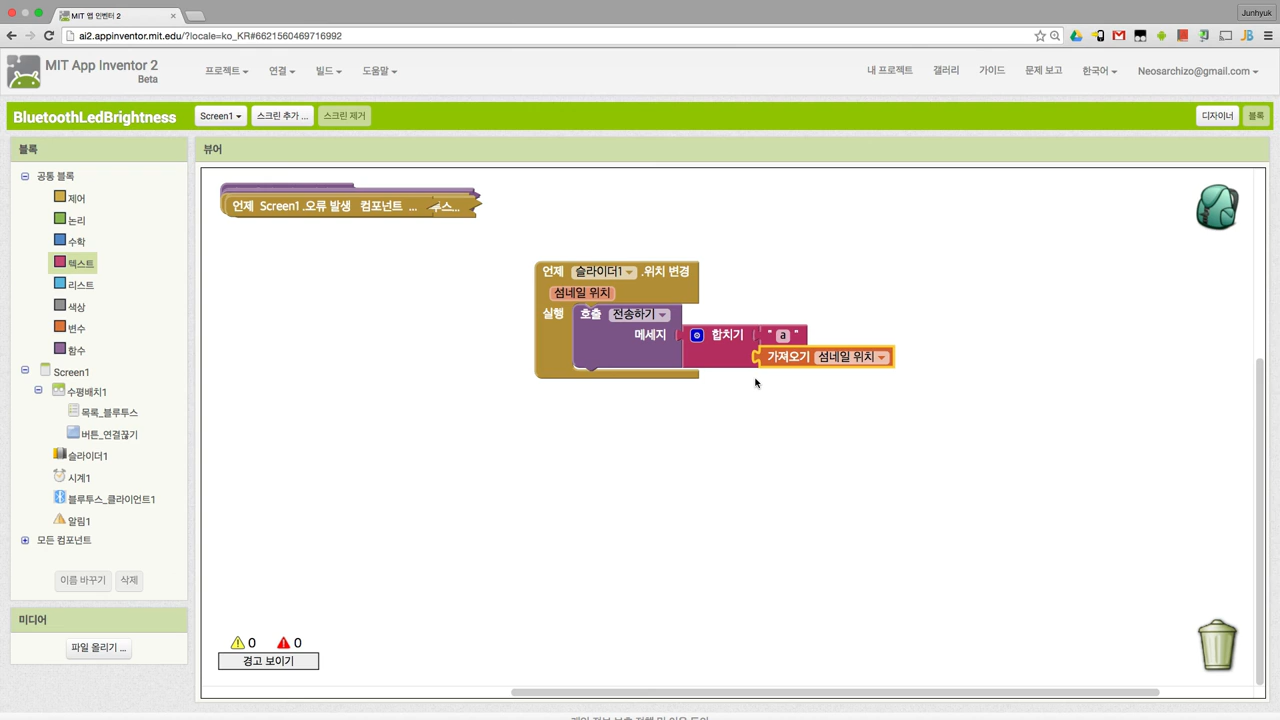 MIT 앱 인벤터 2
Junhyuk
ai2.appinventor.mit.edu/?locale=ko_KR#6621560469716992
MIT App Inventor 2
Beta
프로젝트 연결 빌드 도움말
내 프로젝트 갤러리 가이드 문제 보고 한국어 Neosarchizo@gmail.com
BluetoothLedBrightness
Screen1 스크린 추가 ... 스크린 제거
디자이너 블록
블록
뷰어
공통 블록
제어
논리
수학
텍스트
리스트
색상
변수
함수
Screen1
수평배치1
목록_블루투스
버튼_연결끊기
슬라이더1
시계1
블루투스_클라이언트1
알림1
모든 컴포넌트
이름 바꾸기 삭제
미디어
파일 올리기 ...
언제 Screen1 .오류 발생 컴포넌트 ... 투스...
언제 슬라이더1 .위치 변경
섬네일 위치
실행 호출 전송하기
메세지 합치기 " a "
가져오기 섬네일 위치
0 0
경고 보이기